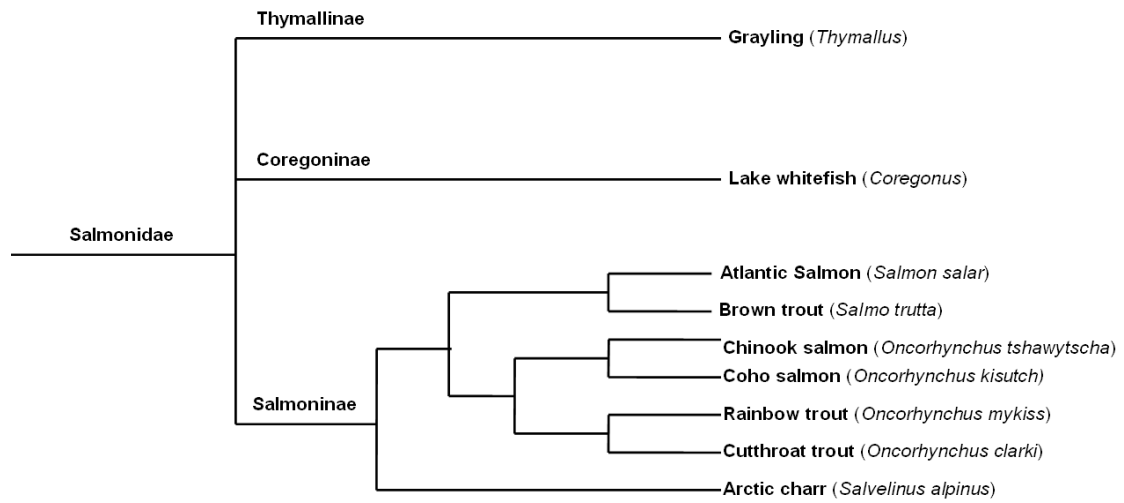 Thymallinae
Grayling (Thymallus)
Coregoninae
Lake whitefish (Coregonus)
Salmonidae
Atlantic Salmon (Salmon salar)
Brown trout (Salmo trutta)
Chinook salmon (Oncorhynchus tshawytscha)
Coho salmon (Oncorhynchus kisutch)
Salmoninae
Rainbow trout (Oncorhynchus mykiss)
Cutthroat trout (Oncorhynchus clarki)
Arctic charr (Salvelinus alpinus)